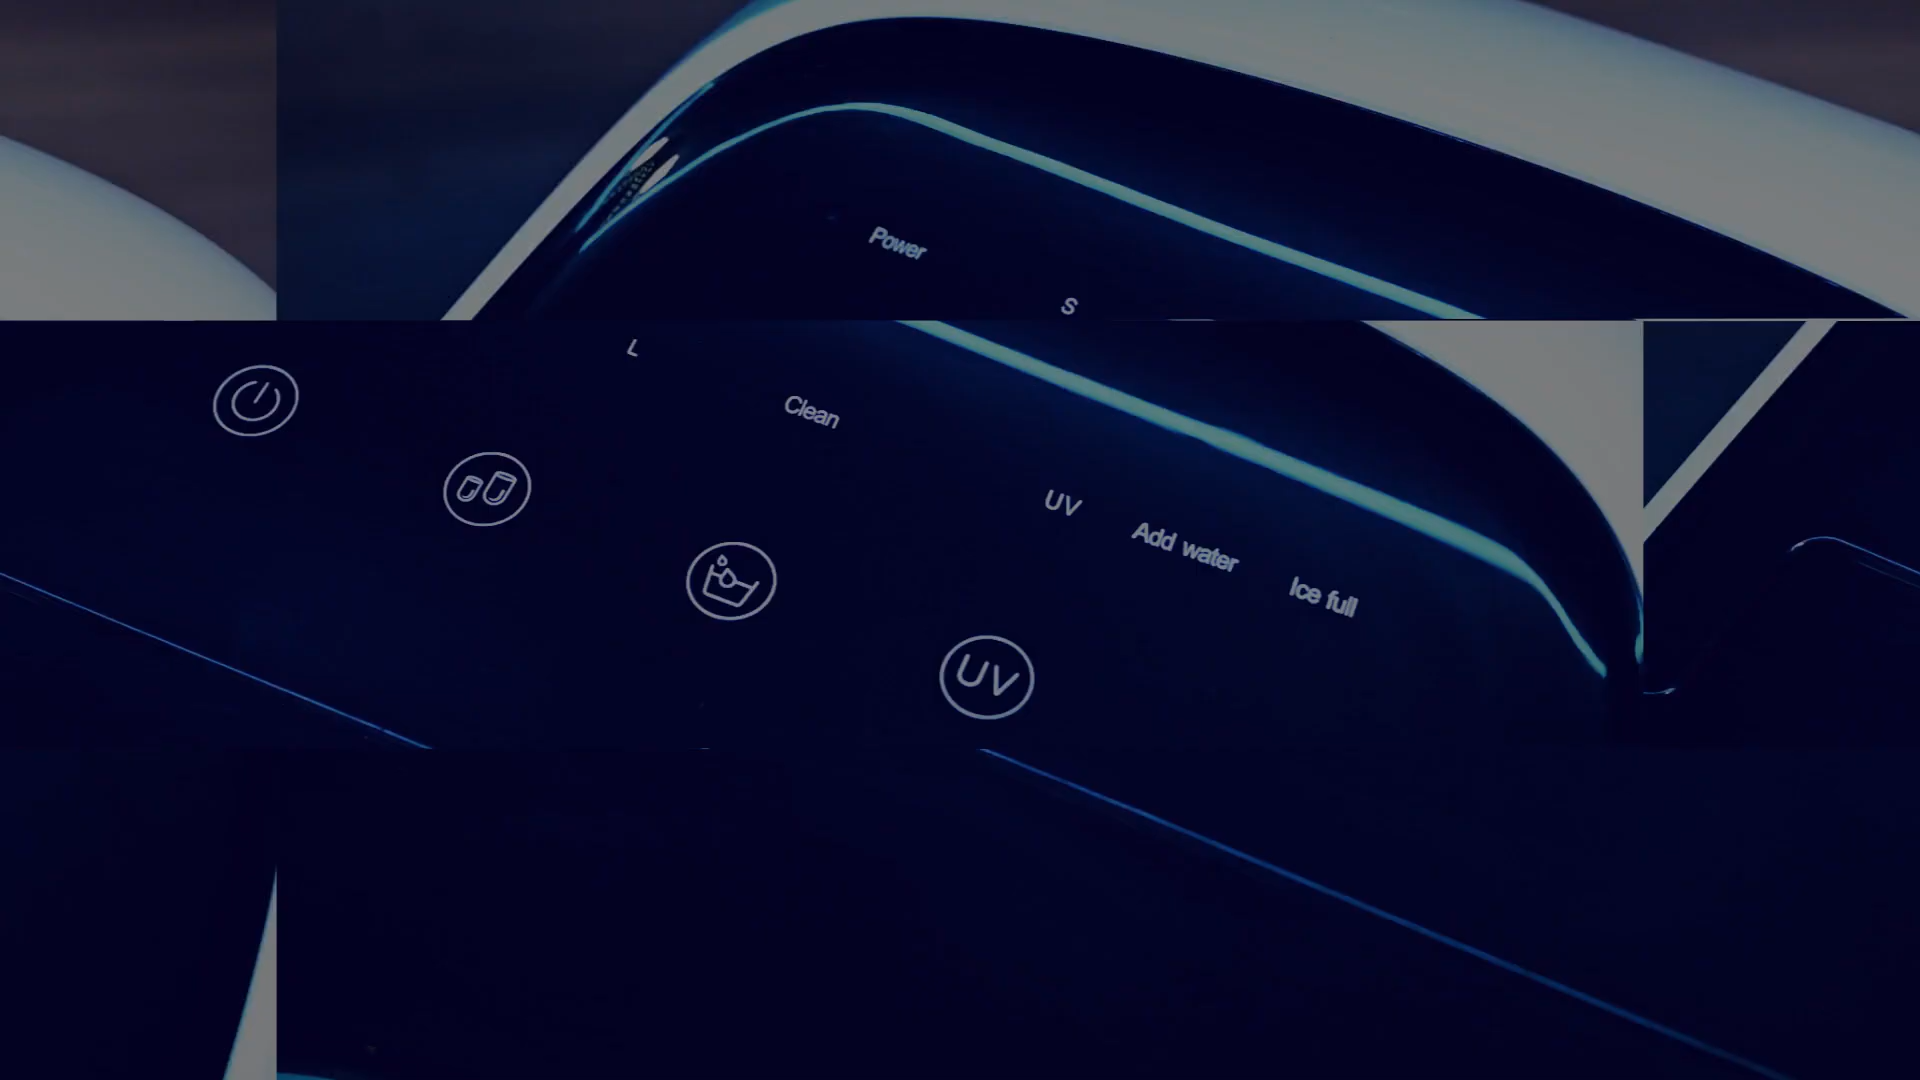 Power
S
L
Clean
UV
Add water
Ice full
UV